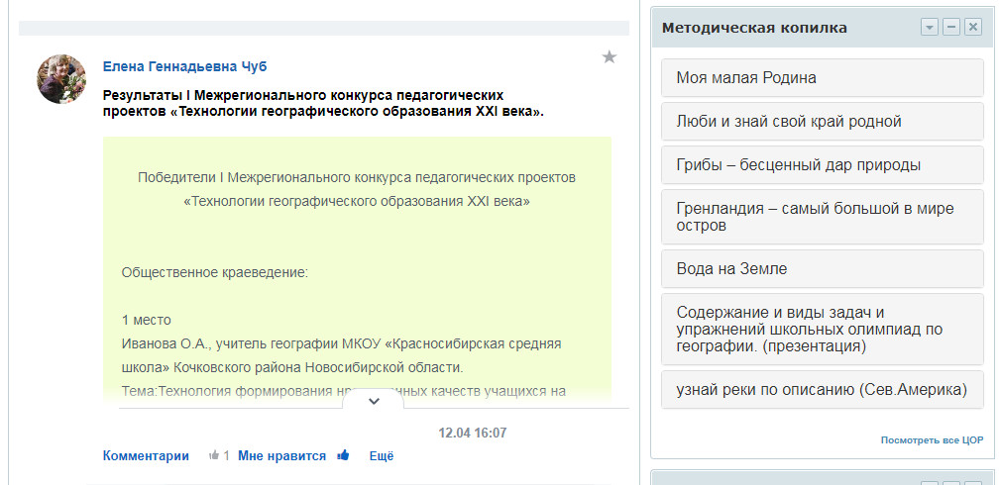 Елена Геннадьевна Чуб
Результаты I Межрегионального конкурса педагогических
проектов «Технологии географического образования XXI века».
Победители I Межрегионального конкурса педагогических проектов
«Технологии географического образования XXI века»
Общественное краеведение:
1 место
Иванова О.А., учитель географии МКОУ «Красносибирская средняя
школа» Кочковского района Новосибирской области.
Тема:Технология формирования качеств учащихся на
12.04 16:07
Комментарии 1 Мне нравится Ещё
Методическая копилка
Моя малая Родина
Люби и знай свой край родной
Грибы – бесценный дар природы
Гренландия – самый большой в мире
остров
Вода на Земле
Содержание и виды задач и
упражнений школьных олимпиад по
географии. (презентация)
узнай реки по описанию (Сев.Америка)
Посмотреть все ЦОР